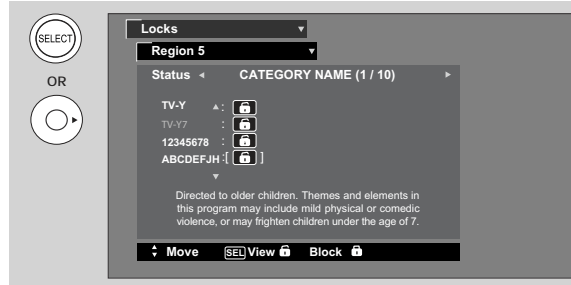 SELECT
OR
Locks
Region 5
Status CATEGORY NAME (1 / 10)
TV-Y :
TV-Y7 :
12345678 :
ABCDEFJH :[ ]
Directed to older children. Themes and elements in
this program may include mild physical or comedic
violence, or may frighten children under the age of 7.
Move SEL View Block